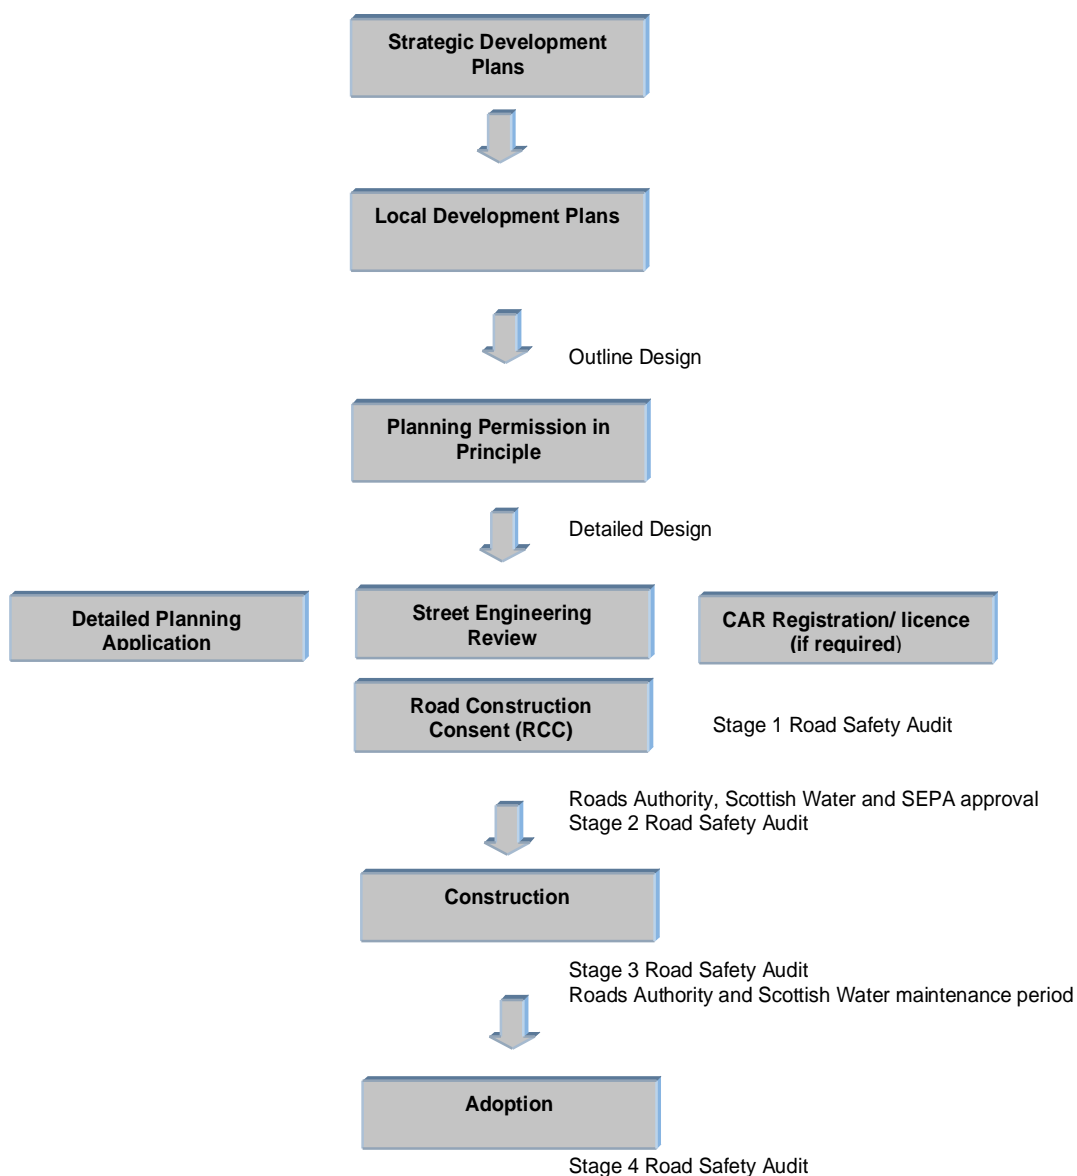 Strategic Development
Plans
Local Development Plans
Outline Design
Planning Permission in
Principle
Detailed Design
Detailed Planning
Application
Street Engineering
Review
CAR Registration/ licence
(if required)
Road Construction
Consent (RCC)
Stage 1 Road Safety Audit
Roads Authority, Scottish Water and SEPA approval
Stage 2 Road Safety Audit
Construction
Stage 3 Road Safety Audit
Roads Authority and Scottish Water maintenance period
Adoption
Stage 4 Road Safety Audit